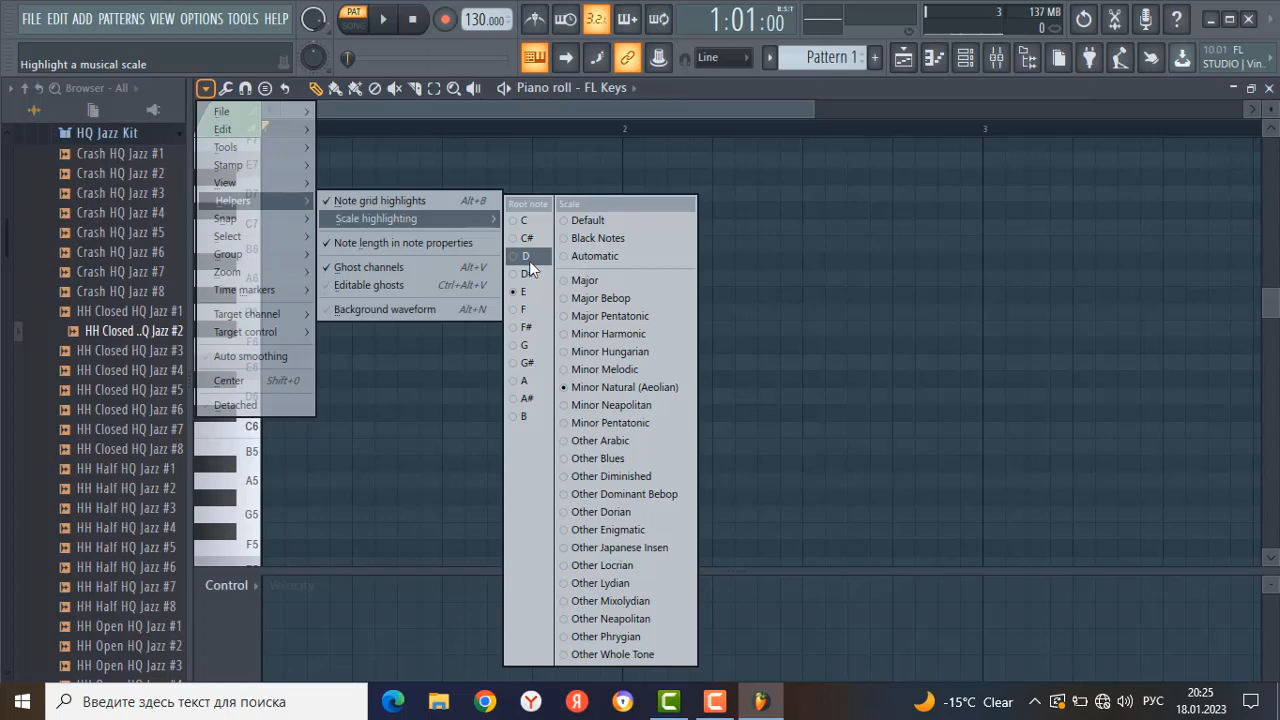 FILE EDIT ADD PATTERNS VIEW OPTIONS TOOLS HELP
PAT
SONG
130.000
3.2
1:01:00
B:S:T
3
137 MB
0
Highlight a musical scale
Line
Pattern 1
10.01: FL
STUDIO | Vin..
Browser - All
Piano roll - FL Keys
HQ Jazz Kit
Crash HQ Jazz #1
Crash HQ Jazz #2
Crash HQ Jazz #3
Crash HQ Jazz #4
Crash HQ Jazz #5
Crash HQ Jazz #6
Crash HQ Jazz #7
Crash HQ Jazz #8
HH Closed HQ Jazz #1
HH Closed ..Q Jazz #2
HH Closed HQ Jazz #3
HH Closed HQ Jazz #4
HH Closed HQ Jazz #5
HH Closed HQ Jazz #6
HH Closed HQ Jazz #7
HH Closed HQ Jazz #8
HH Half HQ Jazz #1
HH Half HQ Jazz #2
HH Half HQ Jazz #3
HH Half HQ Jazz #4
HH Half HQ Jazz #5
HH Half HQ Jazz #6
HH Half HQ Jazz #7
HH Half HQ Jazz #8
HH Open HQ Jazz #1
HH Open HQ Jazz #2
HH Open HQ Jazz #3
File
Edit
Tools
Stamp
View
Helpers
Snap
Select
Group
Zoom
Time markers
Target channel
Target control
Auto smoothing
Center Shift+0
Detached
E7
C7
C6
B5
A5
G5
F5
2
3
Note grid highlights Alt+B
Scale highlighting
Note length in note properties
Ghost channels Alt+V
Editable ghosts Ctrl+Alt+V
Background waveform Alt+N
Root note
C
C#
D
D#
E
F
F#
G
G#
A
A#
B
Scale
Default
Black Notes
Automatic
Major
Major Bebop
Major Pentatonic
Minor Harmonic
Minor Hungarian
Minor Melodic
Minor Natural (Aeolian)
Minor Neapolitan
Minor Pentatonic
Other Arabic
Other Blues
Other Diminished
Other Dominant Bebop
Other Dorian
Other Enigmatic
Other Japanese Insen
Other Locrian
Other Lydian
Other Mixolydian
Other Neapolitan
Other Phrygian
Other Whole Tone
Control
Velocity
Введите здесь текст для поиска
-15°C Clear
РУС
20:25
18.01.2023